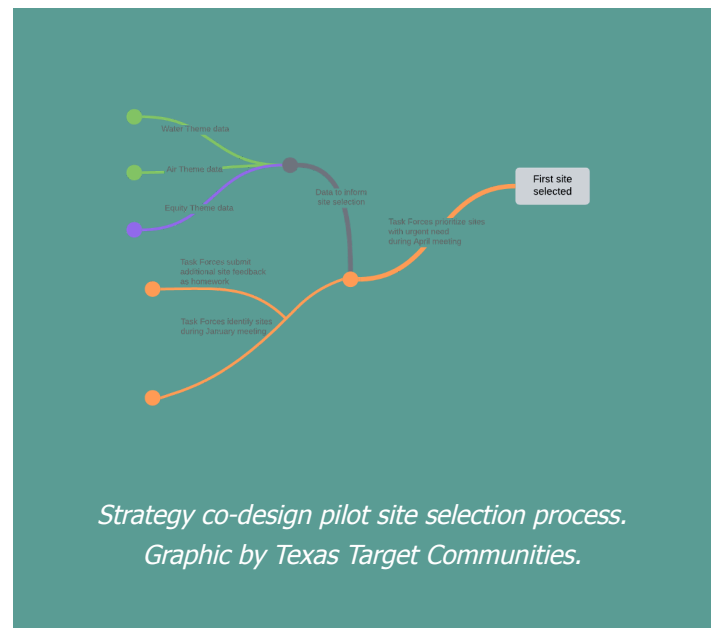 Water Theme data
Air Theme data
Equity Theme data
Data to inform
site selection
First site
selected
Task Forces prioritize sites
with urgent need
during April meeting
Task Forces submit
additional site feedback
as homework
Task Forces Identify sites
during January meeting
Strategy co-design pilot site selection process.
Graphic by Texas Target Communities.